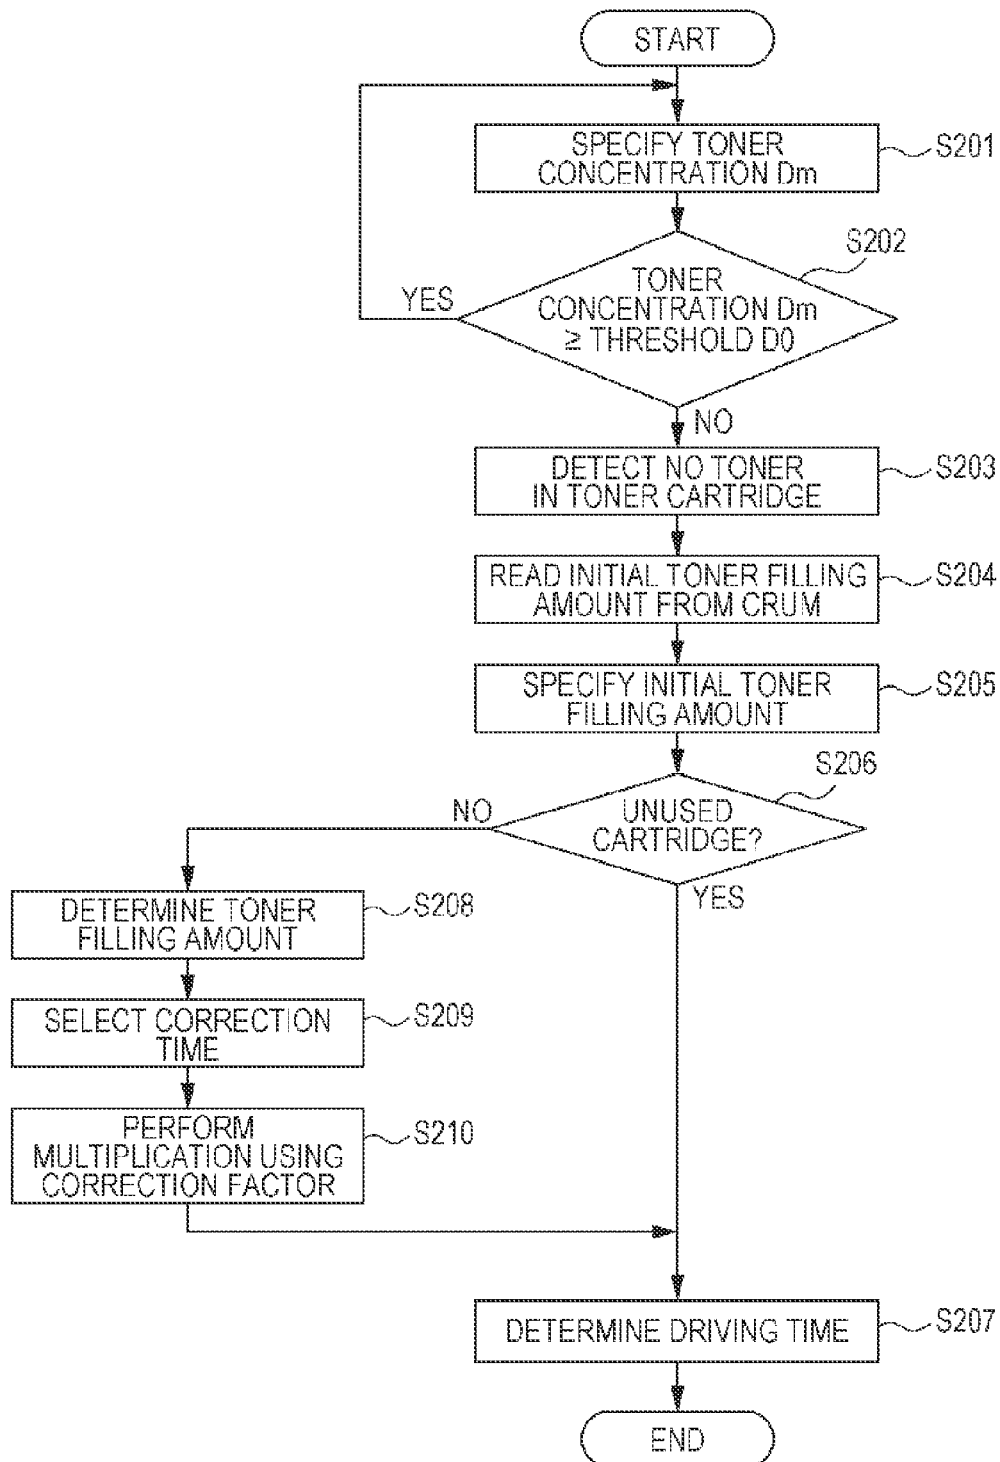 START
SPECIFY TONER
CONCENTRATION Dm
S201
S202
TONER
CONCENTRATION Dm
≥ THRESHOLD D0
YES
NO
DETECT NO TONER
IN TONER CARTRIDGE
S203
READ INITIAL TONER FILLING
AMOUNT FROM CRUM
S204
SPECIFY INITIAL TONER
FILLING AMOUNT
S205
S206
UNUSED
CARTRIDGE?
NO
YES
DETERMINE TONER
FILLING AMOUNT
S208
SELECT CORRECTION
TIME
S209
PERFORM
MULTIPLICATION USING
CORRECTION FACTOR
S210
DETERMINE DRIVING TIME
S207
END